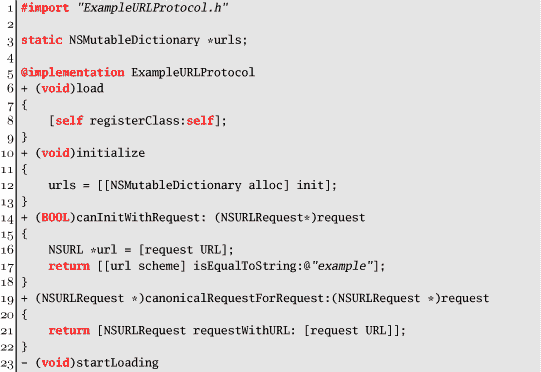 1 #import "ExampleURLProtocol.h"
2
3 static NSMutableDictionary *urls;
4
5 @implementation ExampleURLProtocol
6 + (void)load
7 {
8     [self registerClass:self];
9 }
10 + (void)initialize
11 {
12     urls = [[NSMutableDictionary alloc] init];
13 }
14 + (BOOL)canInitWithRequest: (NSURLRequest*)request
15 {
16     NSURL *url = [request URL];
17     return [[url scheme] isEqualToString:@"example"];
18 }
19 + (NSURLRequest *)canonicalRequestForRequest:(NSURLRequest *)request
20 {
21     return [NSURLRequest requestWithURL: [request URL]];
22 }
23 - (void)startLoading